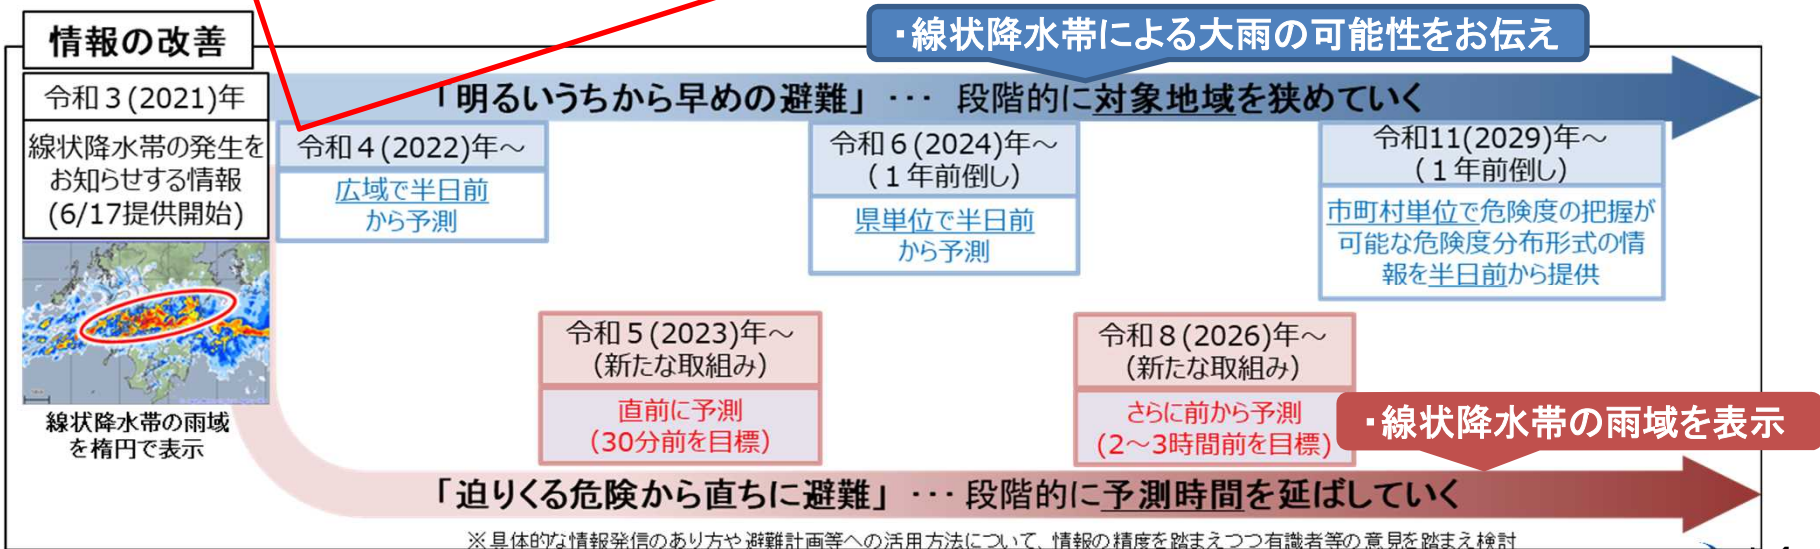 ・線状降水帯による大雨の可能性をお伝え
情報の改善
「明るいうちから早めの避難」 ･･･ 段階的に対象地域を狭めていく
令和３(2021)年
線状降水帯の発生を
お知らせする情報
(6/17提供開始)
線状降水帯の雨域
を楕円で表示
令和４(2022)年～
広域で半日前
から予測
令和６(2024)年～
(１年前倒し)
県単位で半日前
から予測
令和11(2029)年～
(１年前倒し)
市町村単位で危険度の把握が
可能な危険度分布形式の情
報を半日前から提供
令和５(2023)年～
(新たな取組み)
直前に予測
(30分前を目標)
令和８(2026)年～
(新たな取組み)
さらに前から予測
(2～3時間前を目標)
・線状降水帯の雨域を表示
「迫りくる危険から直ちに避難」 ･･･ 段階的に予測時間を延ばしていく
※具体的な情報発信のあり方や避難計画等への活用方法について、情報の精度を踏まえつつ有識者等の意見を踏まえ検討